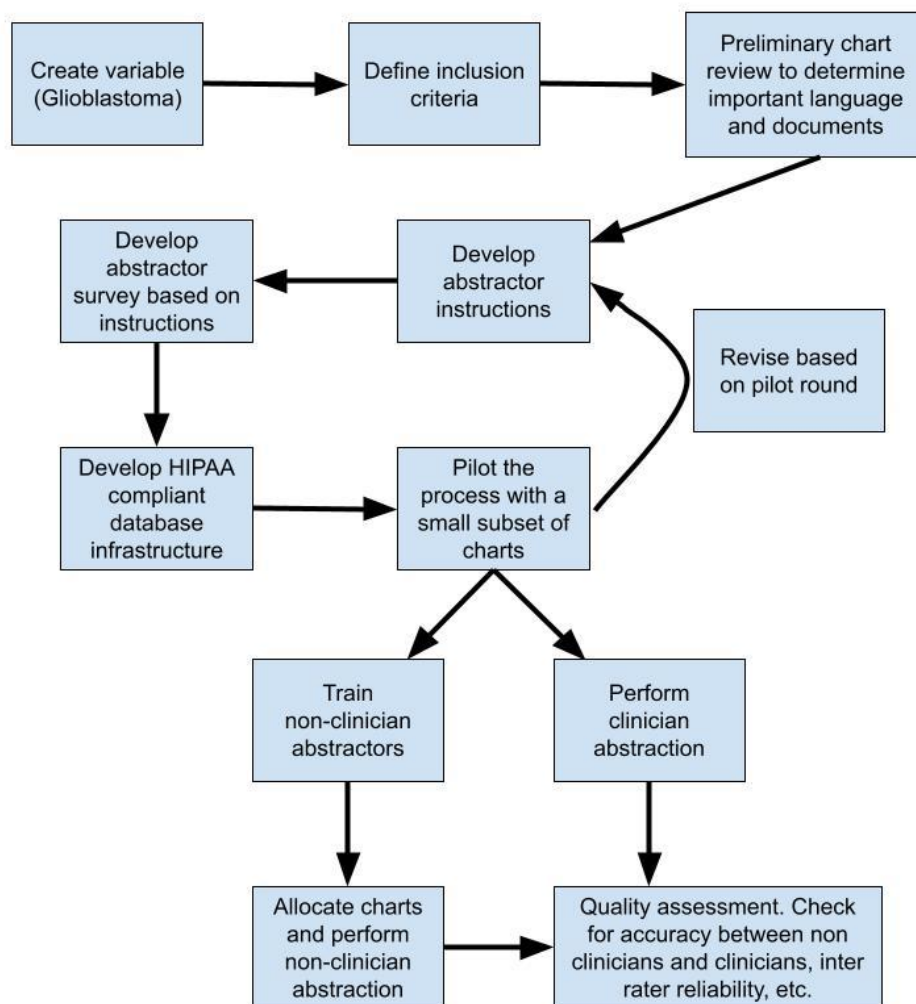 Create variable
(Glioblastoma)
Define inclusion
criteria
Preliminary chart
review to determine
important language
and documents
Develop
abstractor
survey based on
instructions
Develop
abstractor
instructions
Revise based
on pilot round
Develop HIPAA
compliant
database
infrastructure
Pilot the
process with a
small subset of
charts
Train
non-clinician
abstractors
Perform
clinician
abstraction
Allocate charts
and perform
non-clinician
abstraction
Quality assessment. Check
for accuracy between non
clinicians and clinicians, inter
rater reliability, etc.